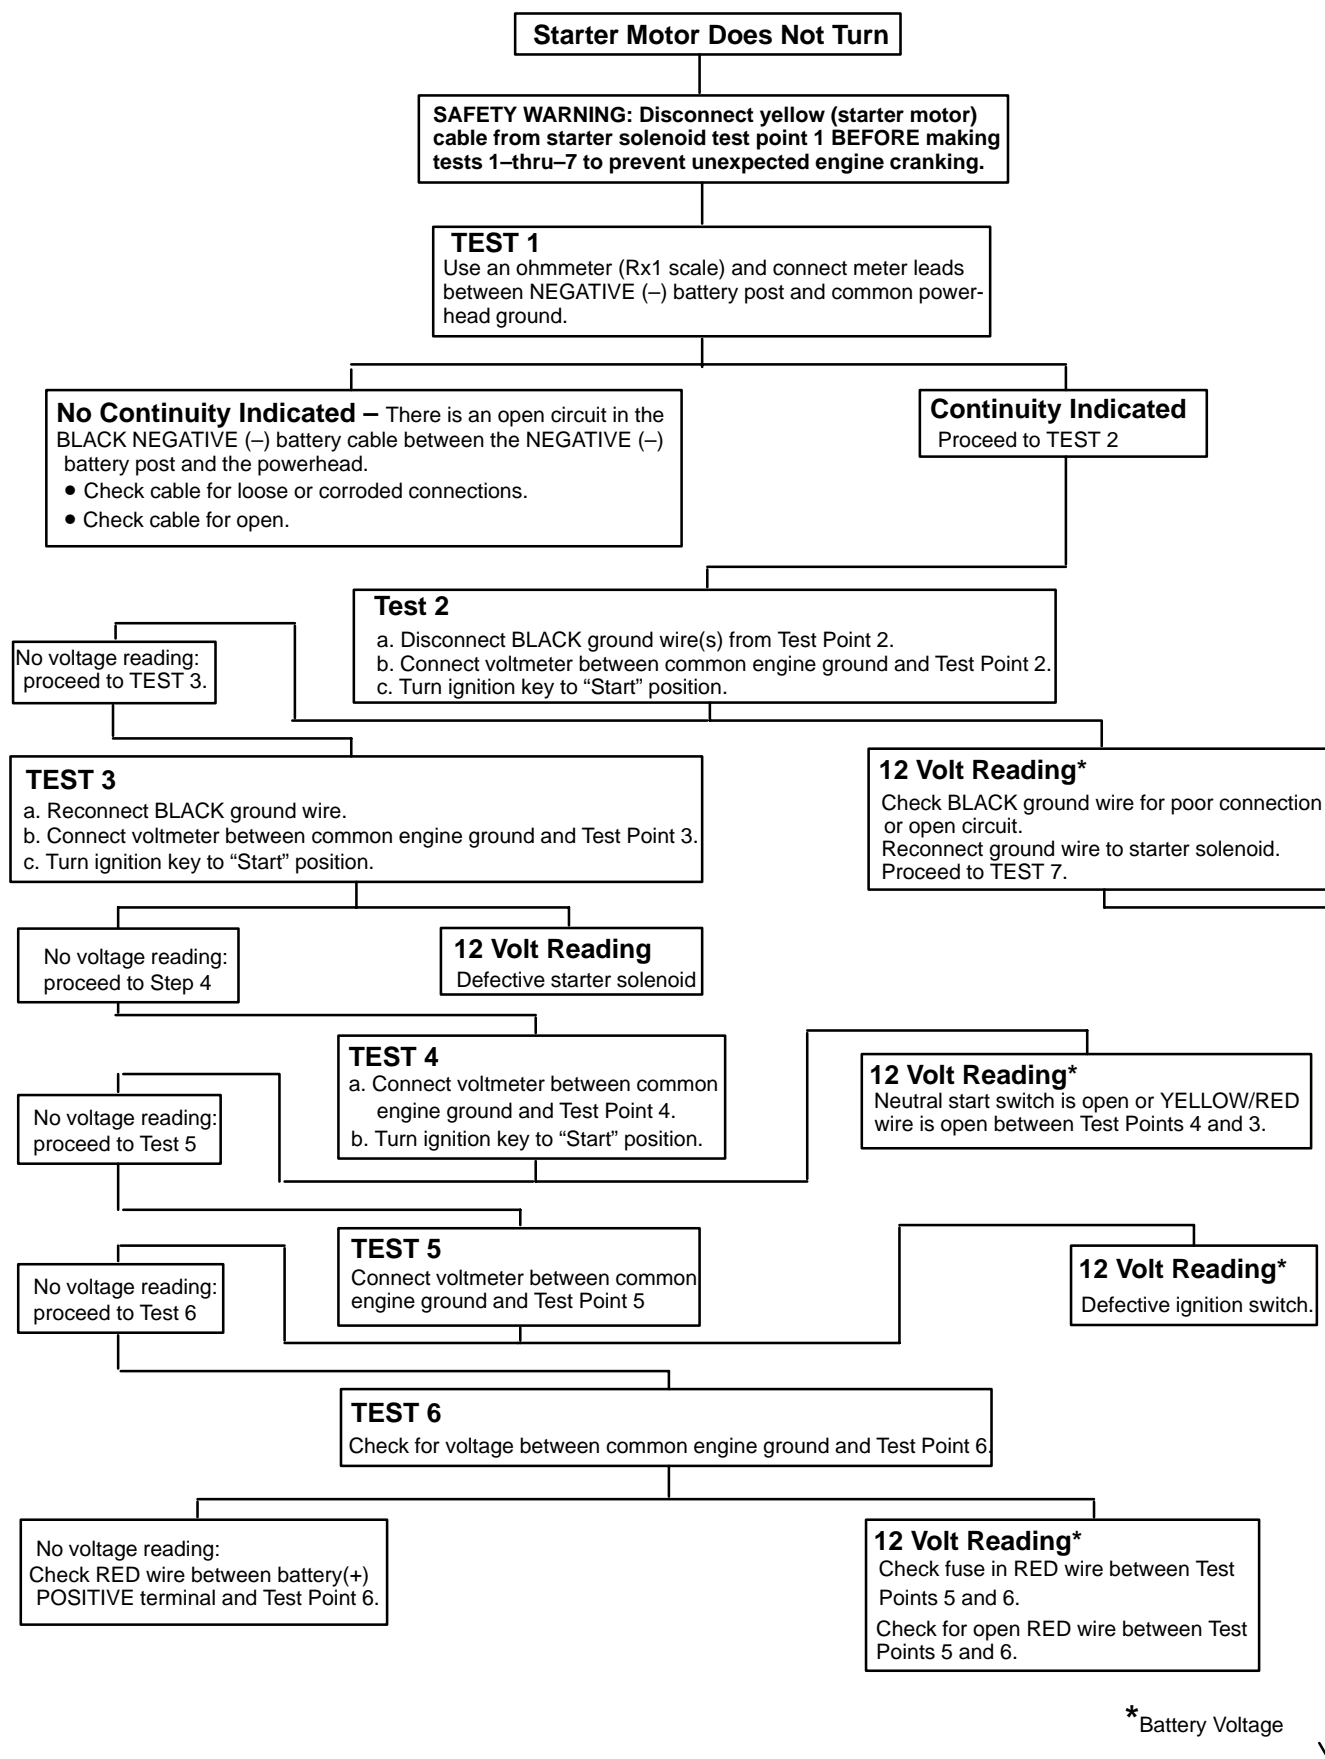 Starter Motor Does Not Turn
SAFETY WARNING: Disconnect yellow (starter motor)
cable from starter solenoid test point 1 BEFORE making
tests 1–thru–7 to prevent unexpected engine cranking.
TEST 1
Use an ohmmeter (Rx1 scale) and connect meter leads
between NEGATIVE (–) battery post and common power-
head ground.
No Continuity Indicated – There is an open circuit in the
BLACK NEGATIVE (–) battery cable between the NEGATIVE (–)
battery post and the powerhead.
• Check cable for loose or corroded connections.
• Check cable for open.
Continuity Indicated
Proceed to TEST 2
Test 2
a. Disconnect BLACK ground wire(s) from Test Point 2.
b. Connect voltmeter between common engine ground and Test Point 2.
c. Turn ignition key to “Start” position.
No voltage reading:
proceed to TEST 3.
TEST 3
a. Reconnect BLACK ground wire.
b. Connect voltmeter between common engine ground and Test Point 3.
c. Turn ignition key to “Start” position.
12 Volt Reading*
Check BLACK ground wire for poor connection
or open circuit.
Reconnect ground wire to starter solenoid.
Proceed to TEST 7.
No voltage reading:
proceed to Step 4
12 Volt Reading
Defective starter solenoid
TEST 4
a. Connect voltmeter between common
engine ground and Test Point 4.
b. Turn ignition key to “Start” position.
12 Volt Reading*
Neutral start switch is open or YELLOW/RED
wire is open between Test Points 4 and 3.
No voltage reading:
proceed to Test 5
TEST 5
Connect voltmeter between common
engine ground and Test Point 5
12 Volt Reading*
Defective ignition switch.
No voltage reading:
proceed to Test 6
TEST 6
Check for voltage between common engine ground and Test Point 6.
No voltage reading:
Check RED wire between battery(+)
POSITIVE terminal and Test Point 6.
12 Volt Reading*
Check fuse in RED wire between Test
Points 5 and 6.
Check for open RED wire between Test
Points 5 and 6.
*Battery Voltage